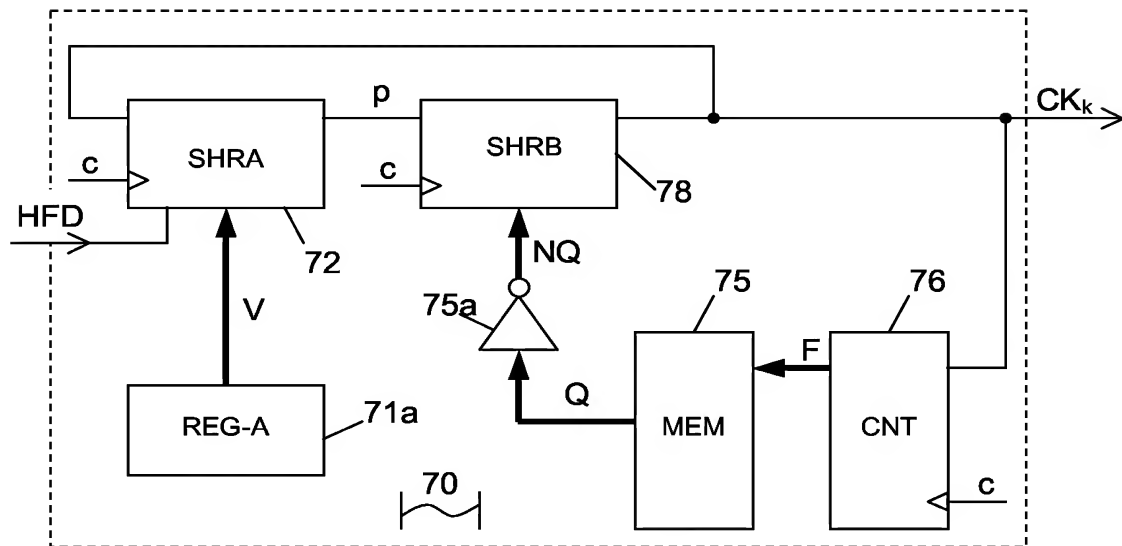 CKₖ
p
SHRA
SHRB
c
c
78
HFD
72
NQ
75
76
V
75a
F
Q
REG-A
71a
MEM
CNT
70
c